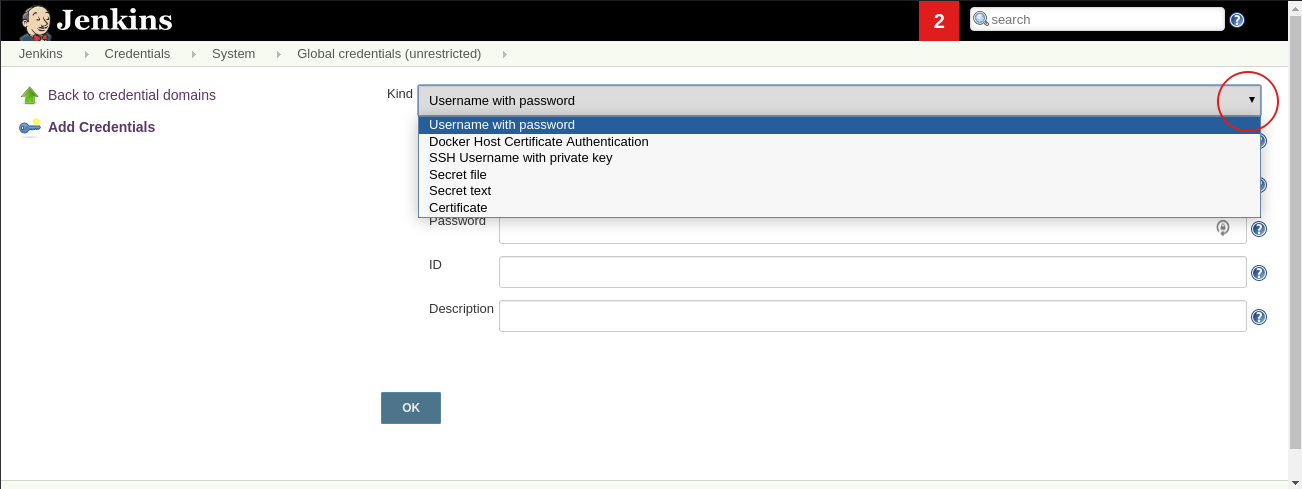 Jenkins
2
search
Jenkins
Credentials
System
Global credentials (unrestricted)
Back to credential domains
Add Credentials
Kind
Username with password
Username with password
Docker Host Certificate Authentication
SSH Username with private key
Secret file
Secret text
Certificate
Password
ID
Description
OK